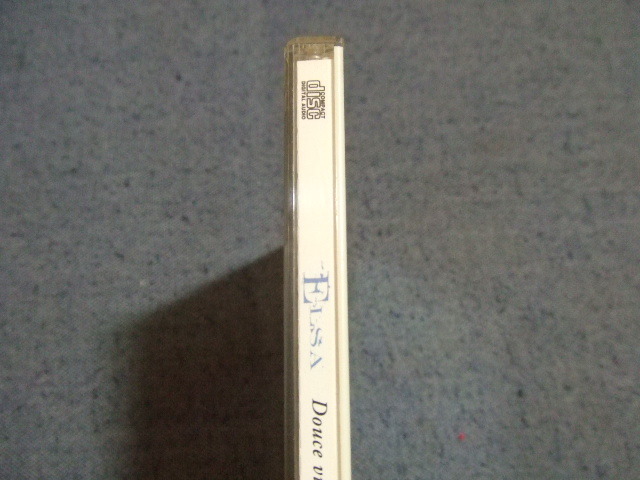 COMPACT
disc
DIGITAL AUDIO
ELSA
Douce